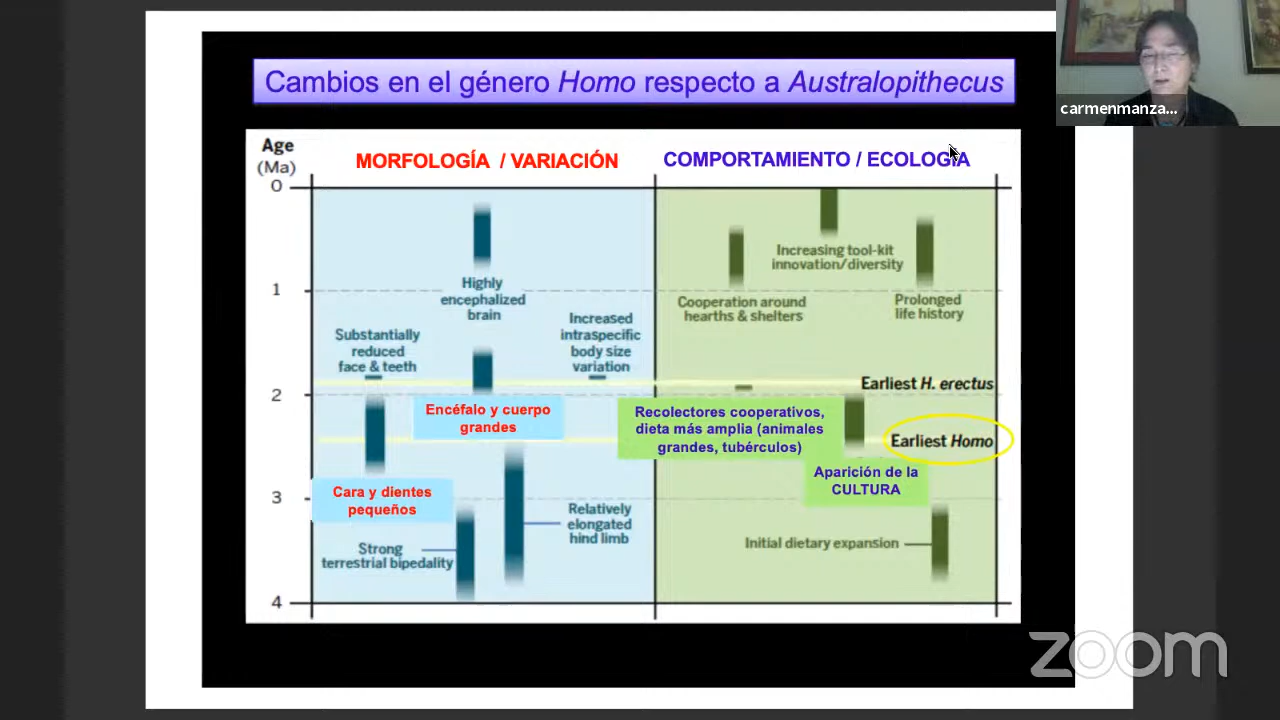 Cambios en el género Homo respecto a Australopithecus
carmenmanza...
Age
(Ma)
MORFOLOGÍA / VARIACIÓN
COMPORTAMIENTO / ECOLOGÍA
0
Increasing tool-kit
innovation/diversity
Highly
encephalized
brain
1
Cooperation around
hearths & shelters
Prolonged
life history
Substantially
reduced
face & teeth
Increased
intraspecific
body size
variation
Earliest H. erectus
2
Encéfalo y cuerpo
grandes
Recolectores cooperativos,
dieta más amplia (animales
grandes, tubérculos)
Earliest Homo
Aparición de la
CULTURA
3
Cara y dientes
pequeños
Relatively
elongated
hind limb
Strong
terrestrial bipedality
Initial dietary expansion
4
zoom